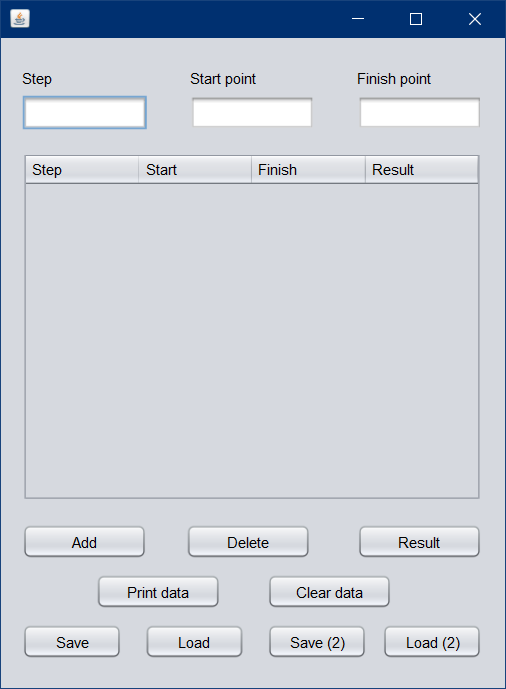 Step Start point Finish point
Step Start Finish Result
Add Delete Result
Print data Clear data
Save Load Save (2) Load (2)